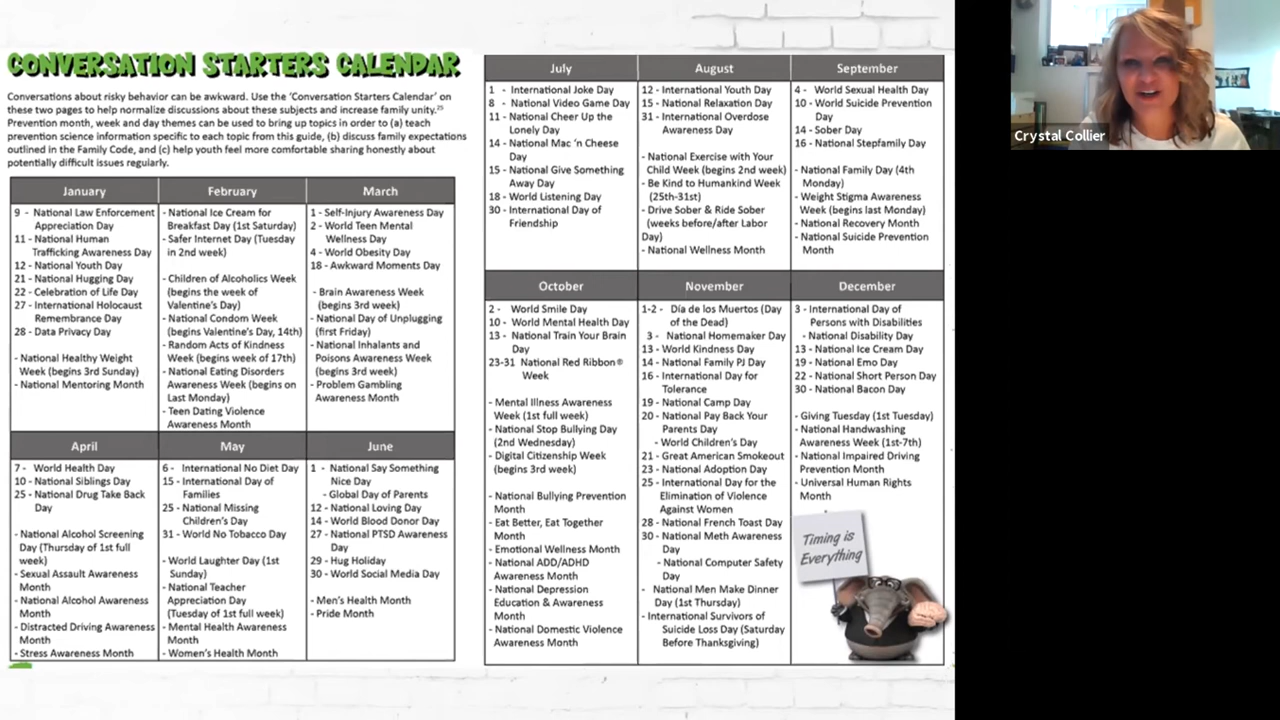 CONVERSATION STARTERS CALENDAR
Conversations about risky behavior can be awkward. Use the 'Conversation Starters Calendar' on
these two pages to help normalize discussions about these subjects and increase family unity.25
Prevention month, week and day themes can be used to bring up topics in order to (a) teach
prevention science information specific to each topic from this guide, (b) discuss family expectations
outlined in the Family Code, and (c) help youth feel more comfortable sharing honestly about
potentially difficult issues regularly.
January
9 - National Law Enforcement
Appreciation Day
11 - National Human
Trafficking Awareness Day
12 - National Youth Day
21 - National Hugging Day
22 - Celebration of Life Day
27 - International Holocaust
Remembrance Day
28 - Data Privacy Day
- National Healthy Weight
Week (begins 3rd Sunday)
- National Mentoring Month
February
- National Ice Cream for
Breakfast Day (1st Saturday)
- Safer Internet Day (Tuesday
in 2nd week)
- Children of Alcoholics Week
(begins the week of
Valentine's Day)
- National Condom Week
(begins Valentine's Day, 14th)
- Random Acts of Kindness
Week (begins week of 17th)
- National Eating Disorders
Awareness Week (begins on
Last Monday)
- Teen Dating Violence
Awareness Month
March
1 - Self-Injury Awareness Day
2 - World Teen Mental
Wellness Day
4 - World Obesity Day
18 - Awkward Moments Day
- Brain Awareness Week
(begins 3rd week)
- National Day of Unplugging
(first Friday)
- National Inhalants and
Poisons Awareness Week
(begins 3rd week)
- Problem Gambling
Awareness Month
April
7 - World Health Day
10 - National Siblings Day
25 - National Drug Take Back
Day
- National Alcohol Screening
Day (Thursday of 1st full
week)
- Sexual Assault Awareness
Month
- National Alcohol Awareness
Month
- Distracted Driving Awareness
Month
- Stress Awareness Month
May
6 - International No Diet Day
15 - International Day of
Families
25 - National Missing
Children's Day
31 - World No Tobacco Day
- World Laughter Day (1st
Sunday)
- National Teacher
Appreciation Day
(Tuesday of 1st full week)
- Mental Health Awareness
Month
- Women's Health Month
June
1 - National Say Something
Nice Day
- Global Day of Parents
12 - National Loving Day
14 - World Blood Donor Day
27 - National PTSD Awareness
Day
29 - Hug Holiday
30 - World Social Media Day
- Men's Health Month
- Pride Month
July
1 - International Joke Day
8 - National Video Game Day
11 - National Cheer Up the
Lonely Day
14 - National Mac 'n Cheese
Day
15 - National Give Something
Away Day
18 - World Listening Day
30 - International Day of
Friendship
August
12 - International Youth Day
15 - National Relaxation Day
31 - International Overdose
Awareness Day
- National Exercise with Your
Child Week (begins 2nd week)
- Be Kind to Humankind Week
(25th-31st)
- Drive Sober & Ride Sober
(weeks before/after Labor
Day)
- National Wellness Month
September
4 - World Sexual Health Day
10 - World Suicide Prevention
Day
14 - Sober Day
16 - National Stepfamily Day
- National Family Day (4th
Monday)
- Weight Stigma Awareness
Week (begins last Monday)
- National Recovery Month
- National Suicide Prevention
Month
October
2 - World Smile Day
10 - World Mental Health Day
13 - National Train Your Brain
Day
23-31 National Red Ribbon®
Week
- Mental Illness Awareness
Week (1st full week)
- National Stop Bullying Day
(2nd Wednesday)
- Digital Citizenship Week
(begins 3rd week)
- National Bullying Prevention
Month
- Eat Better, Eat Together
Month
- Emotional Wellness Month
- National ADD/ADHD
Awareness Month
- National Depression
Education & Awareness
Month
- National Domestic Violence
Awareness Month
November
1-2 - Día de los Muertos (Day
of the Dead)
3 - National Homemaker Day
13 - World Kindness Day
14 - National Family PJ Day
16 - International Day for
Tolerance
19 - National Camp Day
20 - National Pay Back Your
Parents Day
- World Children's Day
21 - Great American Smokeout
23 - National Adoption Day
25 - International Day for the
Elimination of Violence
Against Women
28 - National French Toast Day
30 - National Meth Awareness
Day
- National Computer Safety
Day
- National Men Make Dinner
Day (1st Thursday)
- International Survivors of
Suicide Loss Day (Saturday
Before Thanksgiving)
December
3 - International Day of
Persons with Disabilities
- National Disability Day
13 - National Ice Cream Day
19 - National Emo Day
22 - National Short Person Day
30 - National Bacon Day
- Giving Tuesday (1st Tuesday)
- National Handwashing
Awareness Week (1st-7th)
- National Impaired Driving
Prevention Month
- Universal Human Rights
Month
Timing is
Everything
Crystal Collier